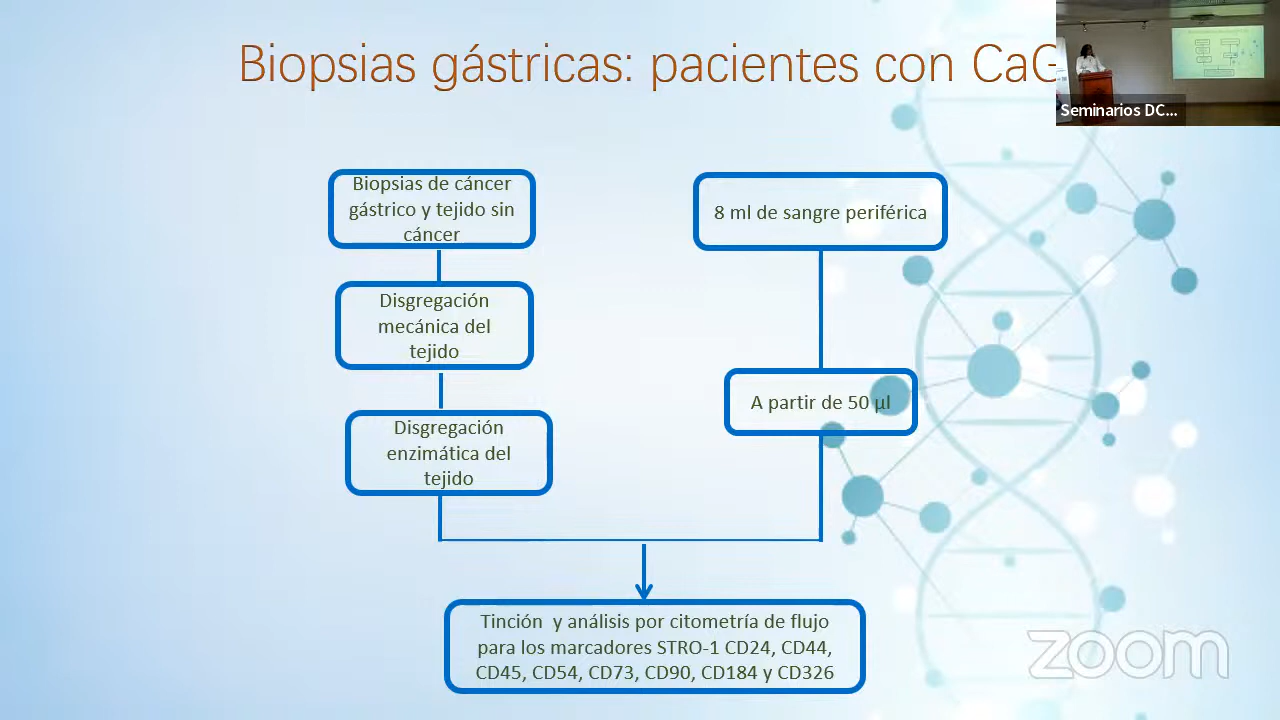 Biopsias gástricas: pacientes con CaG
Seminarios DC...
Biopsias de cáncer
gástrico y tejido sin
cáncer
8 ml de sangre periférica
Disgregación
mecánica del
tejido
A partir de 50 µl
Disgregación
enzimática del
tejido
Tinción y análisis por citometría de flujo
para los marcadores STRO-1 CD24, CD44,
CD45, CD54, CD73, CD90, CD184 y CD326
zoom